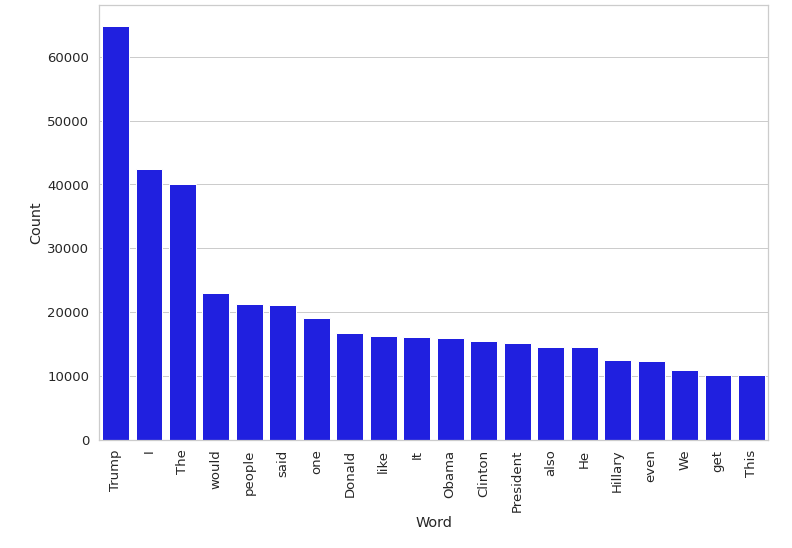 60000
50000
40000
30000
20000
10000
0
Count
Trump
I
The
would
people
said
one
Donald
like
It
Obama
Clinton
President
also
He
Hillary
even
We
get
This
Word